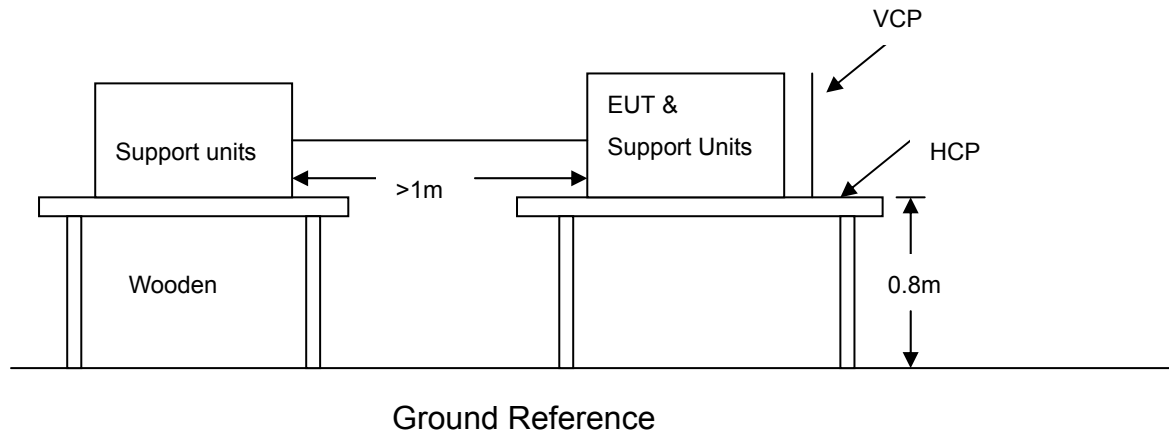 VCP
EUT &
Support Units
Support units
HCP
>1m
Wooden
0.8m
Ground Reference